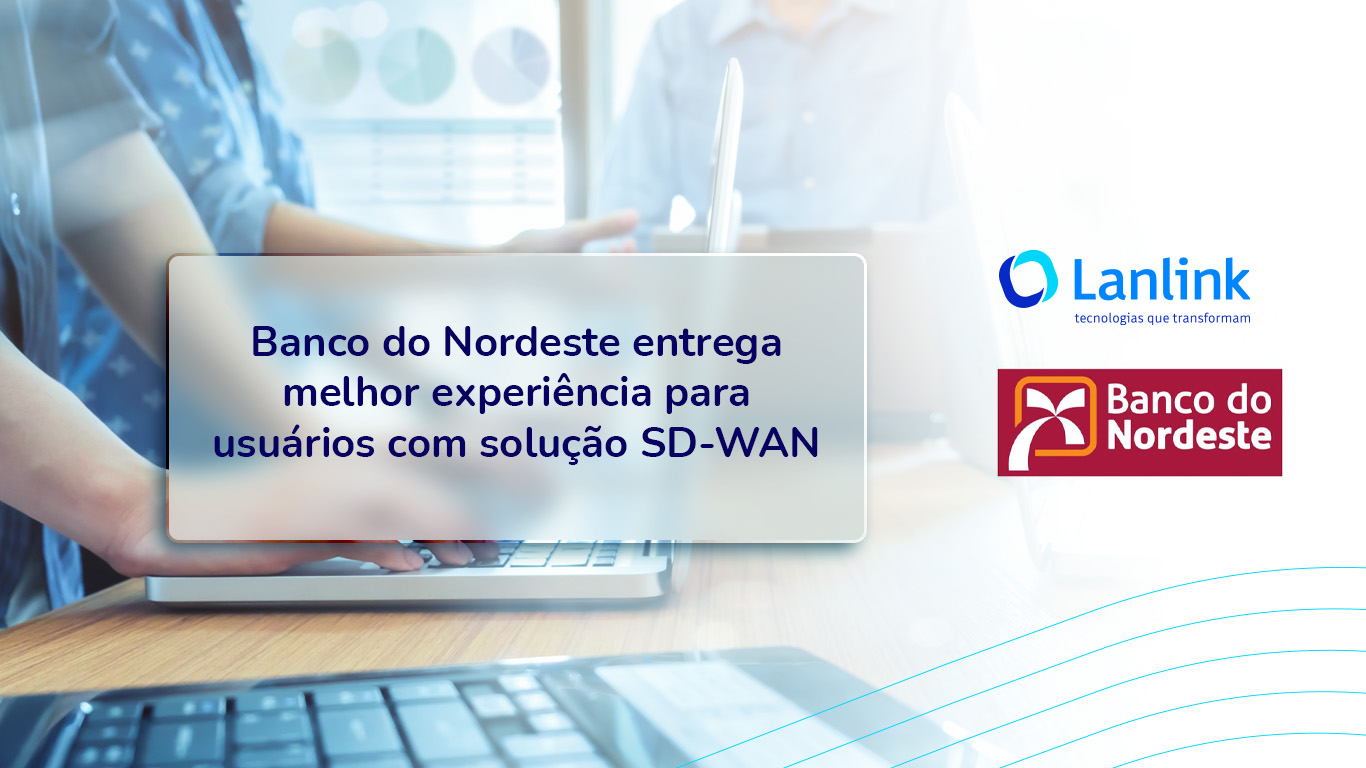 Banco do Nordeste entrega
melhor experiência para
usuários com solução SD-WAN
Lanlink
tecnologias que transformam
Banco do
Nordeste